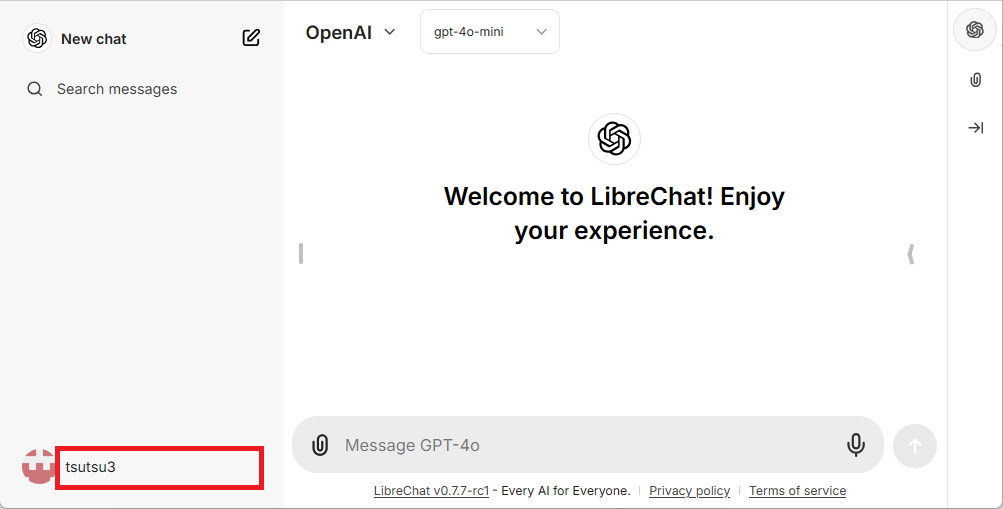 New chat
Search messages
tsutsu3
OpenAI
gpt-4o-mini
Welcome to LibreChat! Enjoy
your experience.
Message GPT-4o
LibreChat v0.7.7-rc1 - Every AI for Everyone. | Privacy policy | Terms of service